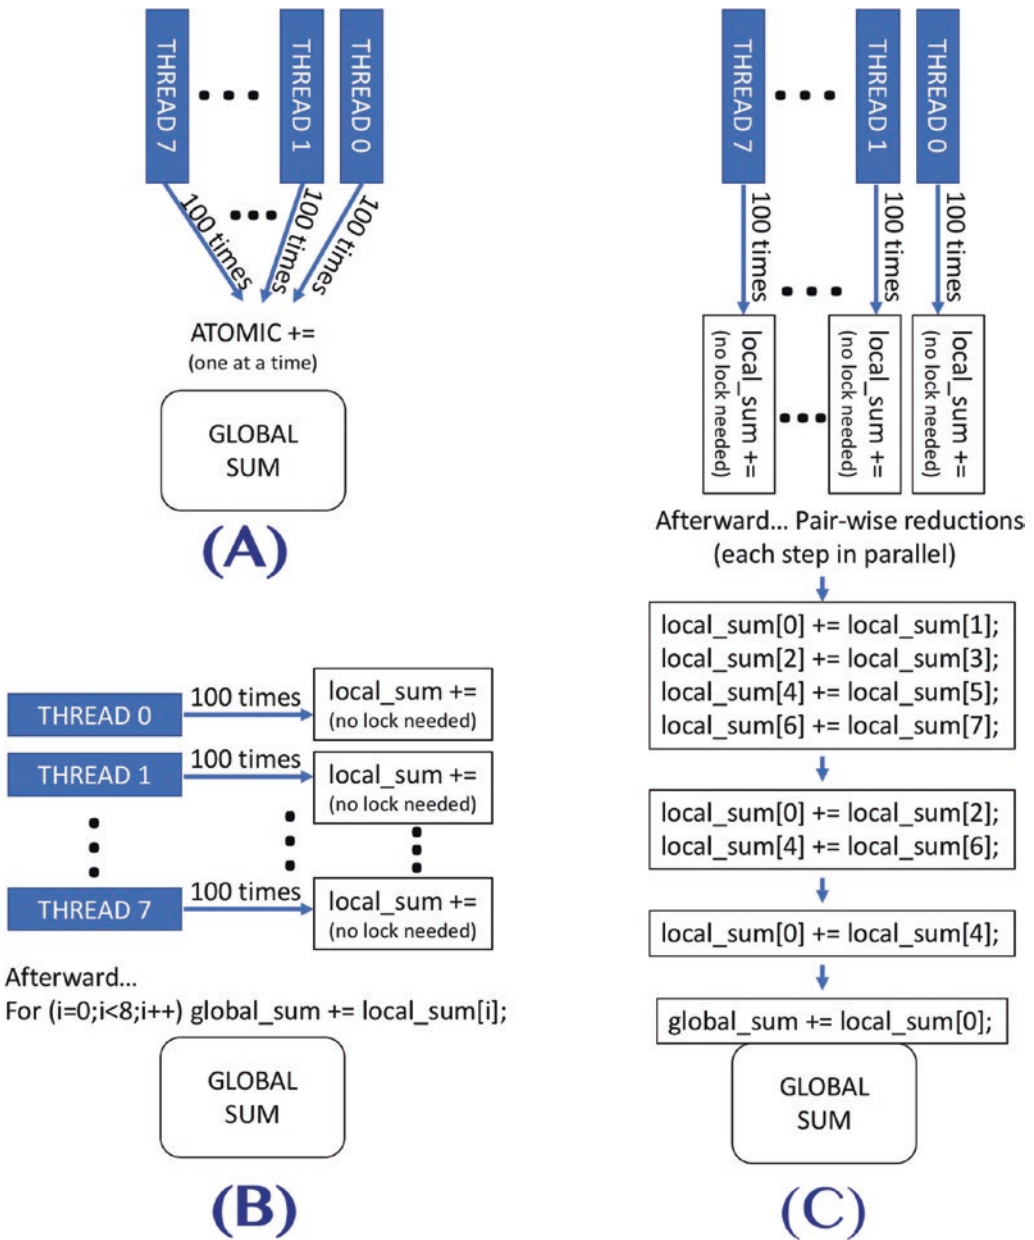 THREAD 7
THREAD 1
THREAD 0
100 times
100 times
100 times
ATOMIC +=
(one at a time)
GLOBAL
SUM
(A)
THREAD 0
100 times
local_sum +=
(no lock needed)
THREAD 1
100 times
local_sum +=
(no lock needed)
THREAD 7
100 times
local_sum +=
(no lock needed)
Afterward...
For (i=0;i<8;i++) global_sum += local_sum[i];
GLOBAL
SUM
(B)
THREAD 7
THREAD 1
THREAD 0
100 times
100 times
100 times
local_sum +=
(no lock needed)
local_sum +=
(no lock needed)
local_sum +=
(no lock needed)
Afterward... Pair-wise reductions
(each step in parallel)
local_sum[0] += local_sum[1];
local_sum[2] += local_sum[3];
local_sum[4] += local_sum[5];
local_sum[6] += local_sum[7];
local_sum[0] += local_sum[2];
local_sum[4] += local_sum[6];
local_sum[0] += local_sum[4];
global_sum += local_sum[0];
GLOBAL
SUM
(C)